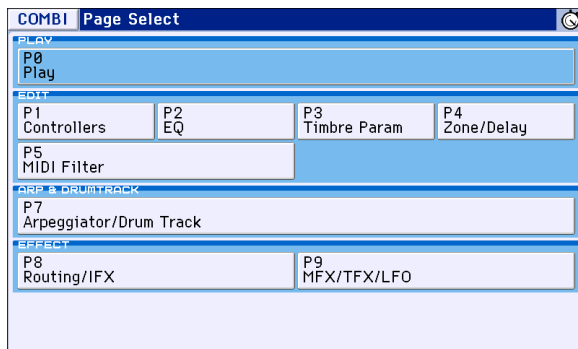 COMBI Page Select
PLAY
P0
Play
EDIT
P1 P2 P3 P4
Controllers EQ Timbre Param Zone/Delay
P5
MIDI Filter
ARP & DRUMTRACK
P7
Arpeggiator/Drum Track
EFFECT
P8 P9
Routing/IFX MFX/TFX/LFO